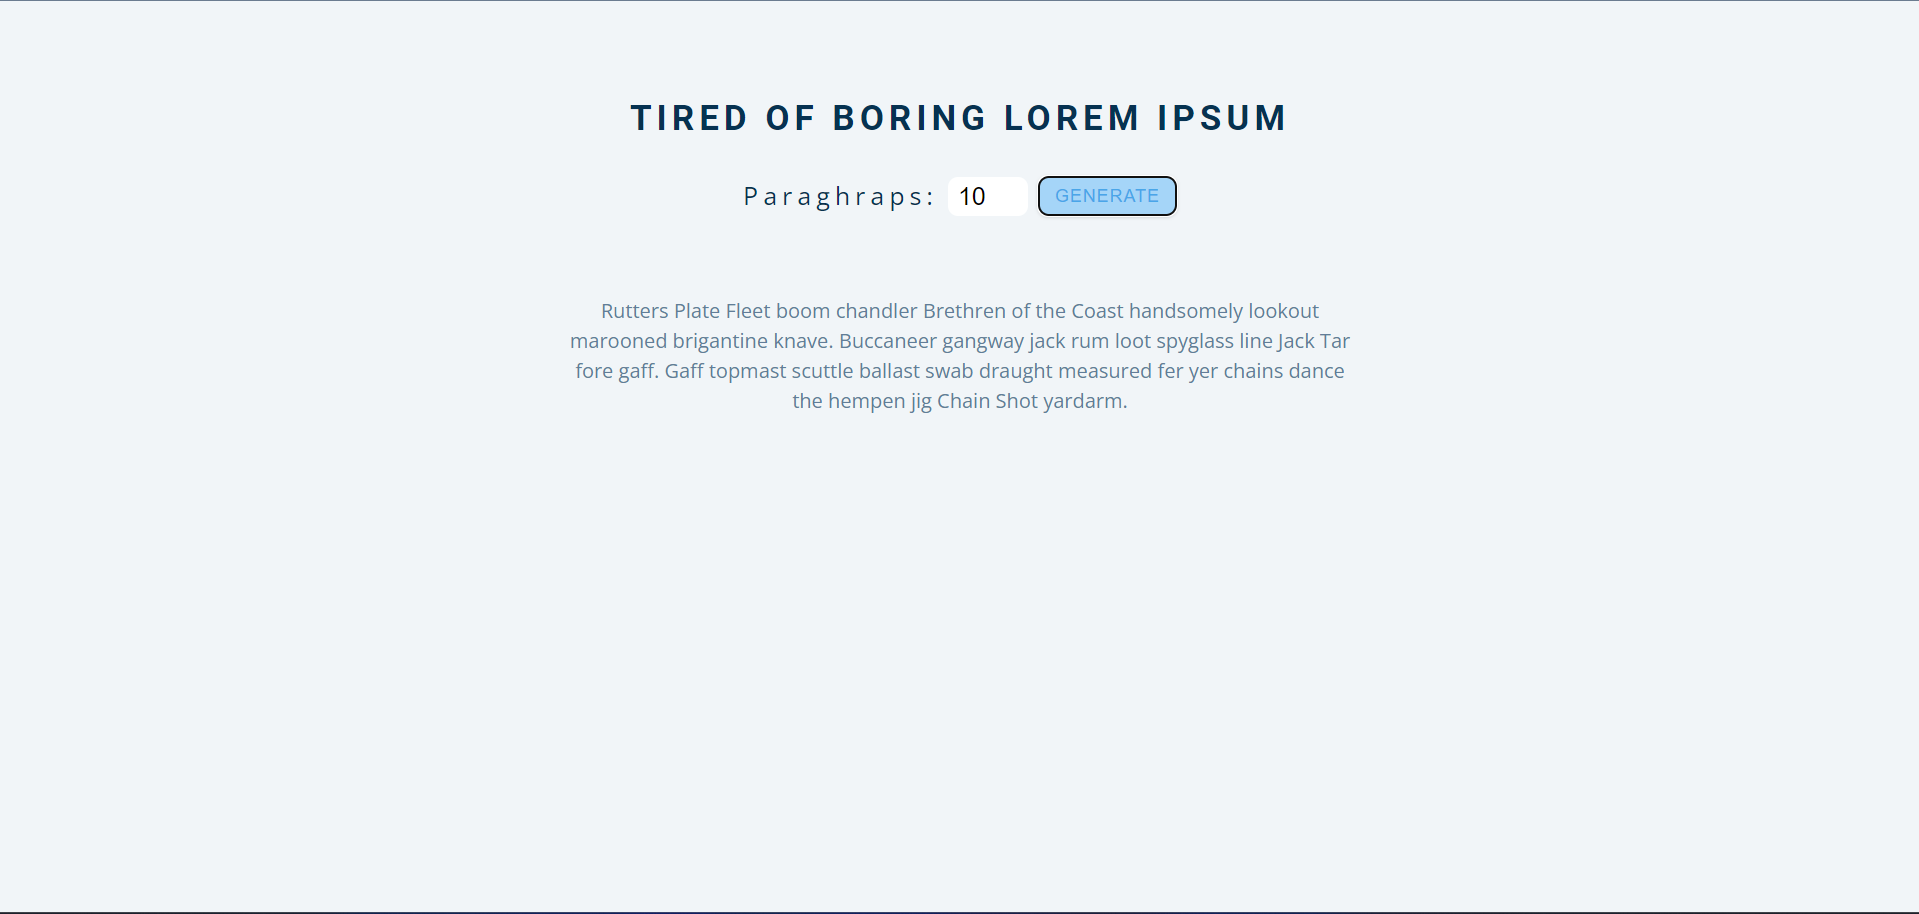 TIRED OF BORING LOREM IPSUM
Paraghraps: 10 GENERATE
Rutters Plate Fleet boom chandler Brethren of the Coast handsomely lookout
marooned brigantine knave. Buccaneer gangway jack rum loot spyglass line Jack Tar
fore gaff. Gaff topmast scuttle ballast swab draught measured fer yer chains dance
the hempen jig Chain Shot yardarm.